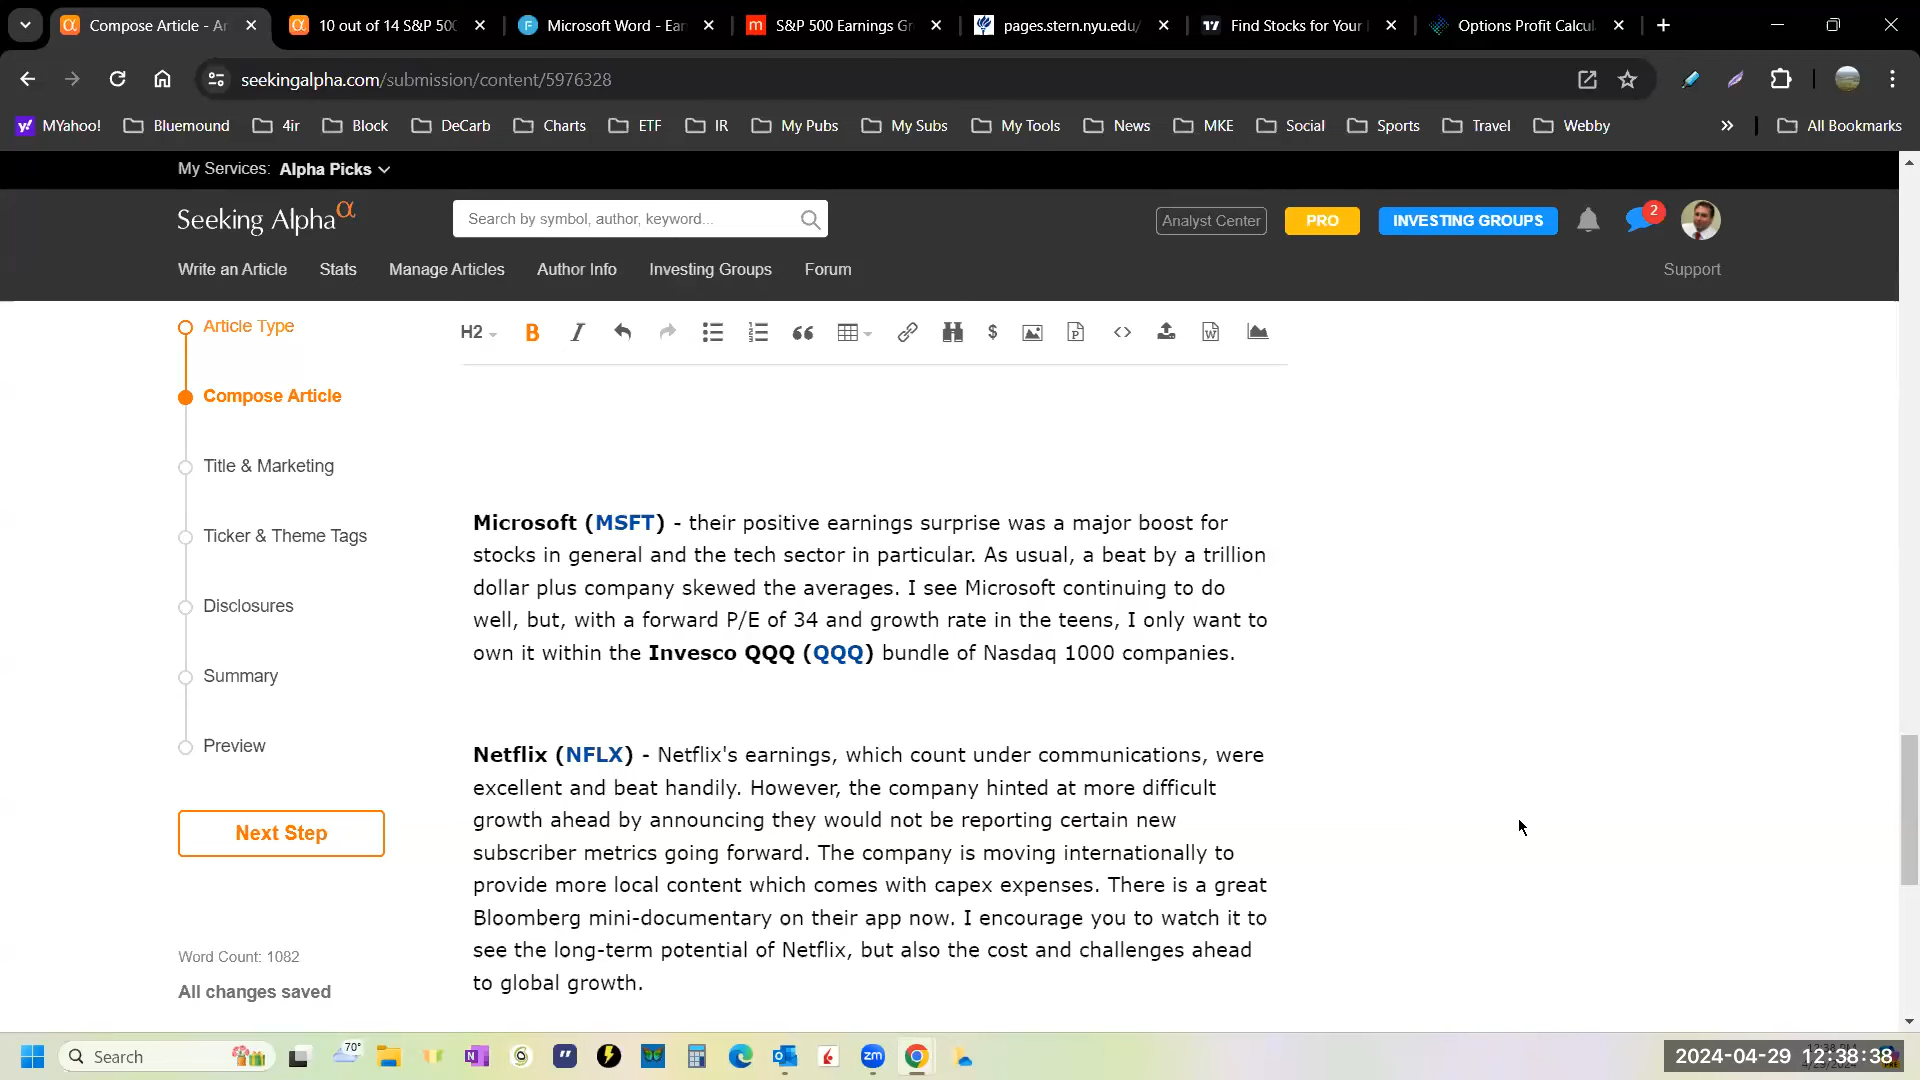 Compose Article - Ar
10 out of 14 S&P 500
Microsoft Word - Ear
S&P 500 Earnings Gr
pages.stern.nyu.edu/
Find Stocks for Your
Options Profit Calcul
seekingalpha.com/submission/content/5976328
MYahoo!
Bluemound
4ir
Block
DeCarb
Charts
ETF
IR
My Pubs
My Subs
My Tools
News
MKE
Social
Sports
Travel
Webby
All Bookmarks
My Services: Alpha Picks
Seeking Alpha α
Search by symbol, author, keyword...
Analyst Center
PRO
INVESTING GROUPS
2
Write an Article
Stats
Manage Articles
Author Info
Investing Groups
Forum
Support
H2
B
I
Article Type
Compose Article
Title & Marketing
Ticker & Theme Tags
Disclosures
Summary
Preview
Next Step
Word Count: 1082
All changes saved
Microsoft (MSFT) - their positive earnings surprise was a major boost for
stocks in general and the tech sector in particular. As usual, a beat by a trillion
dollar plus company skewed the averages. I see Microsoft continuing to do
well, but, with a forward P/E of 34 and growth rate in the teens, I only want to
own it within the Invesco QQQ (QQQ) bundle of Nasdaq 1000 companies.
Netflix (NFLX) - Netflix's earnings, which count under communications, were
excellent and beat handily. However, the company hinted at more difficult
growth ahead by announcing they would not be reporting certain new
subscriber metrics going forward. The company is moving internationally to
provide more local content which comes with capex expenses. There is a great
Bloomberg mini-documentary on their app now. I encourage you to watch it to
see the long-term potential of Netflix, but also the cost and challenges ahead
to global growth.
Search
70°
zm
2024-04-29 12:38:38